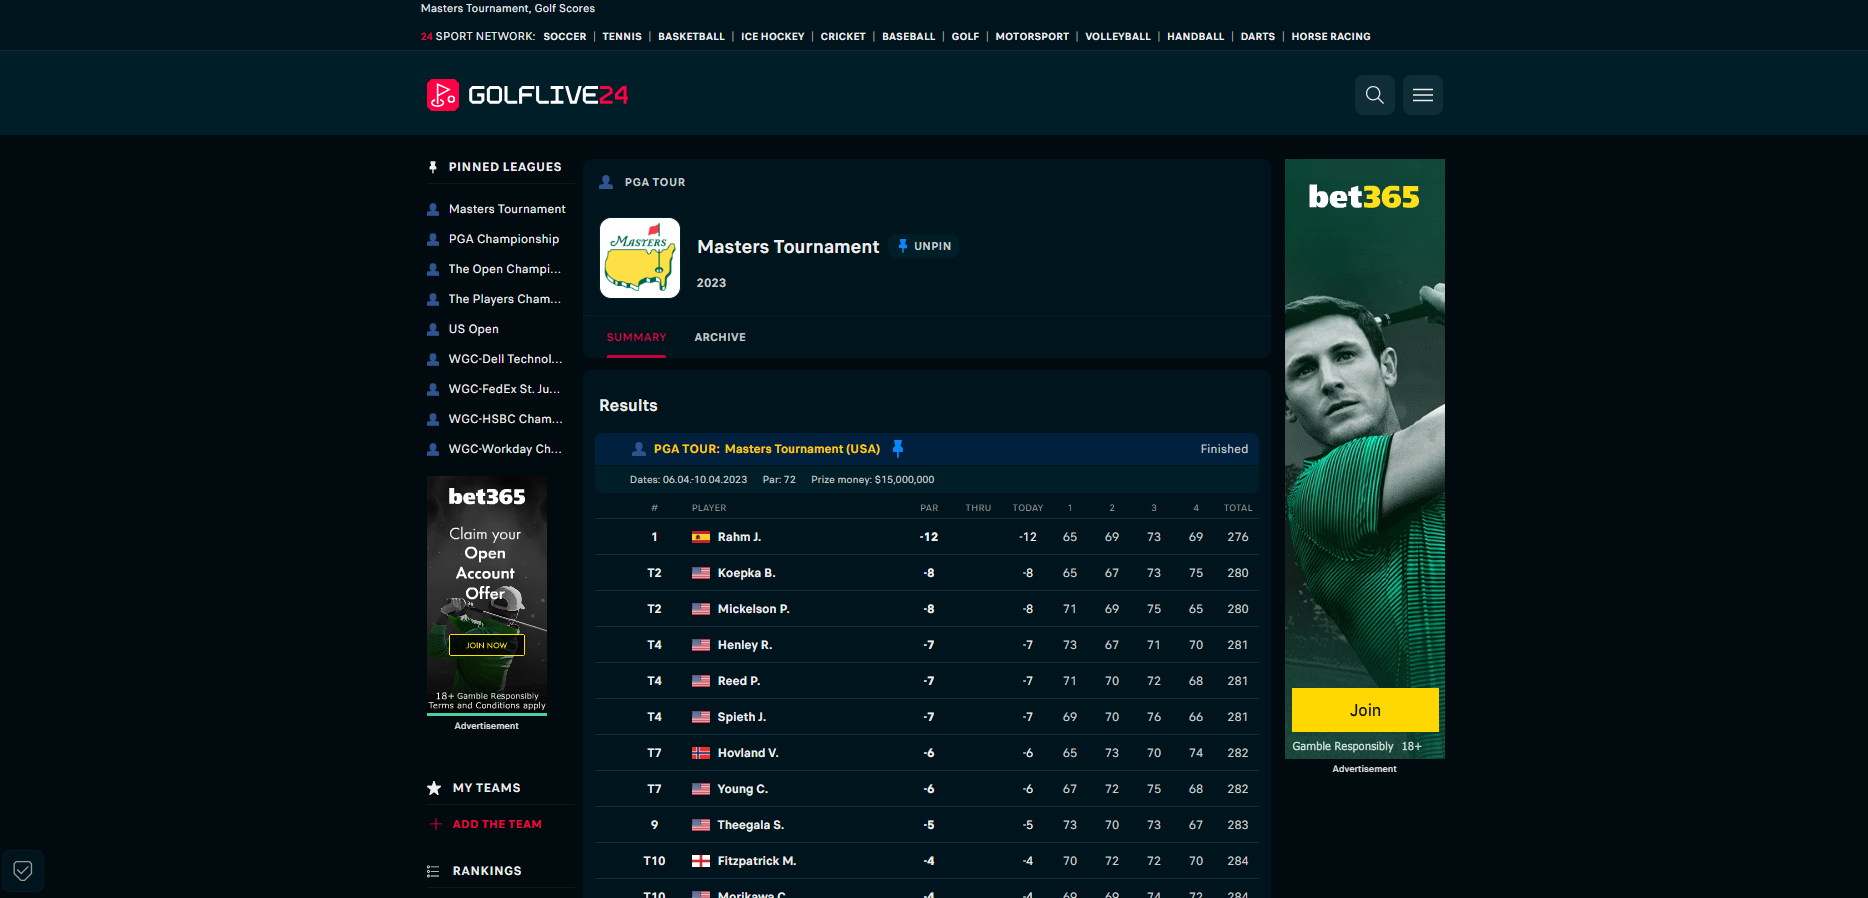 Masters Tournament, Golf Scores
24 SPORT NETWORK: SOCCER | TENNIS | BASKETBALL | ICE HOCKEY | CRICKET | BASEBALL | GOLF | MOTORSPORT | VOLLEYBALL | HANDBALL | DARTS | HORSE RACING
GOLFLIVE24
PINNED LEAGUES
Masters Tournament
PGA Championship
The Open Champi...
The Players Cham...
US Open
WGC-Dell Technol...
WGC-FedEx St. Ju...
WGC-HSBC Cham...
WGC-Workday Ch...
bet365
Claim your
Open
Account
Offer
JOIN NOW
18+ Gamble Responsibly
Terms and Conditions apply
Advertisement
MY TEAMS
ADD THE TEAM
RANKINGS
PGA TOUR
MASTERS
Masters Tournament UNPIN
2023
SUMMARY ARCHIVE
Results
PGA TOUR: Masters Tournament (USA) Finished
Dates: 06.04.-10.04.2023 Par: 72 Prize money: $15,000,000
# PLAYER PAR THRU TODAY 1 2 3 4 TOTAL
1 Rahm J. -12 -12 65 69 73 69 276
T2 Koepka B. -8 -8 65 67 73 75 280
T2 Mickelson P. -8 -8 71 69 75 65 280
T4 Henley R. -7 -7 73 67 71 70 281
T4 Reed P. -7 -7 71 70 72 68 281
T4 Spieth J. -7 -7 69 70 76 66 281
T7 Hovland V. -6 -6 65 73 70 74 282
T7 Young C. -6 -6 67 72 75 68 282
9 Theegala S. -5 -5 73 70 73 67 283
T10 Fitzpatrick M. -4 -4 70 72 72 70 284
T10 Morikawa C. -4 -4 69 69 74 72 284
bet365
Join
Gamble Responsibly 18+
Advertisement